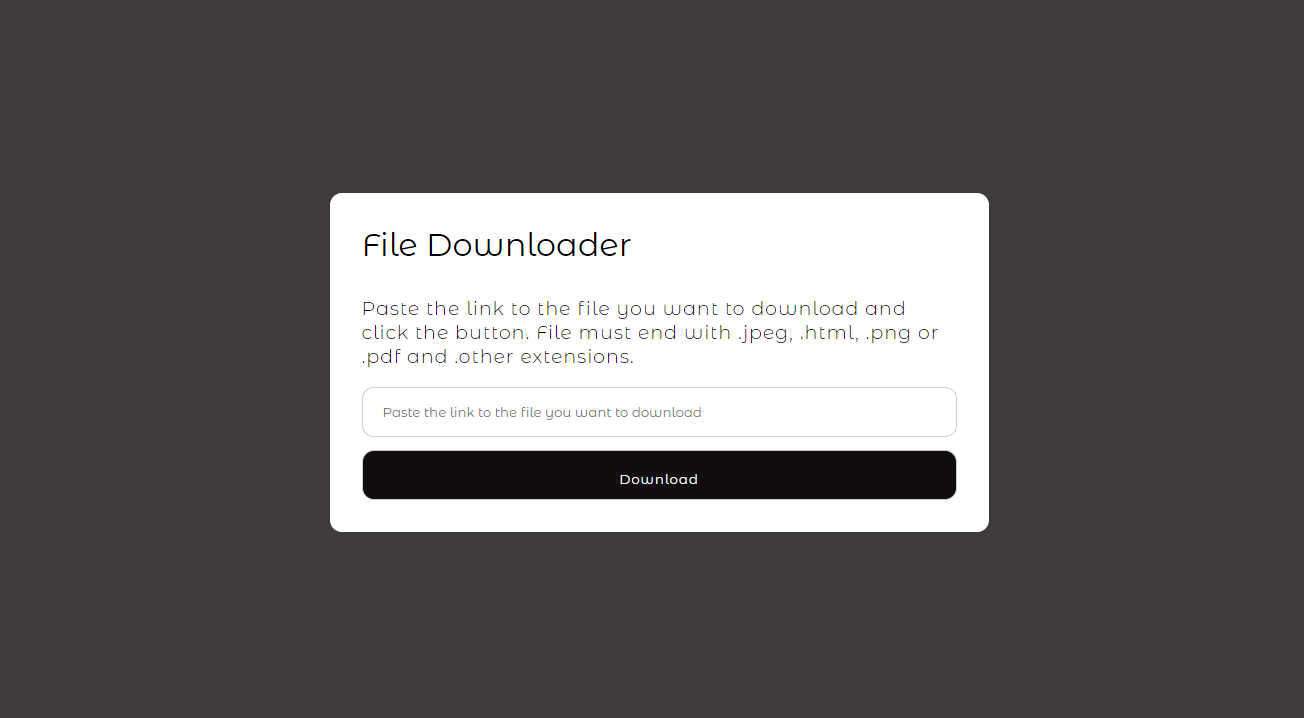 File Downloader
Paste the link to the file you want to download and
click the button. File must end with .jpeg, .html, .png or
.pdf and .other extensions.
Paste the link to the file you want to download
Download